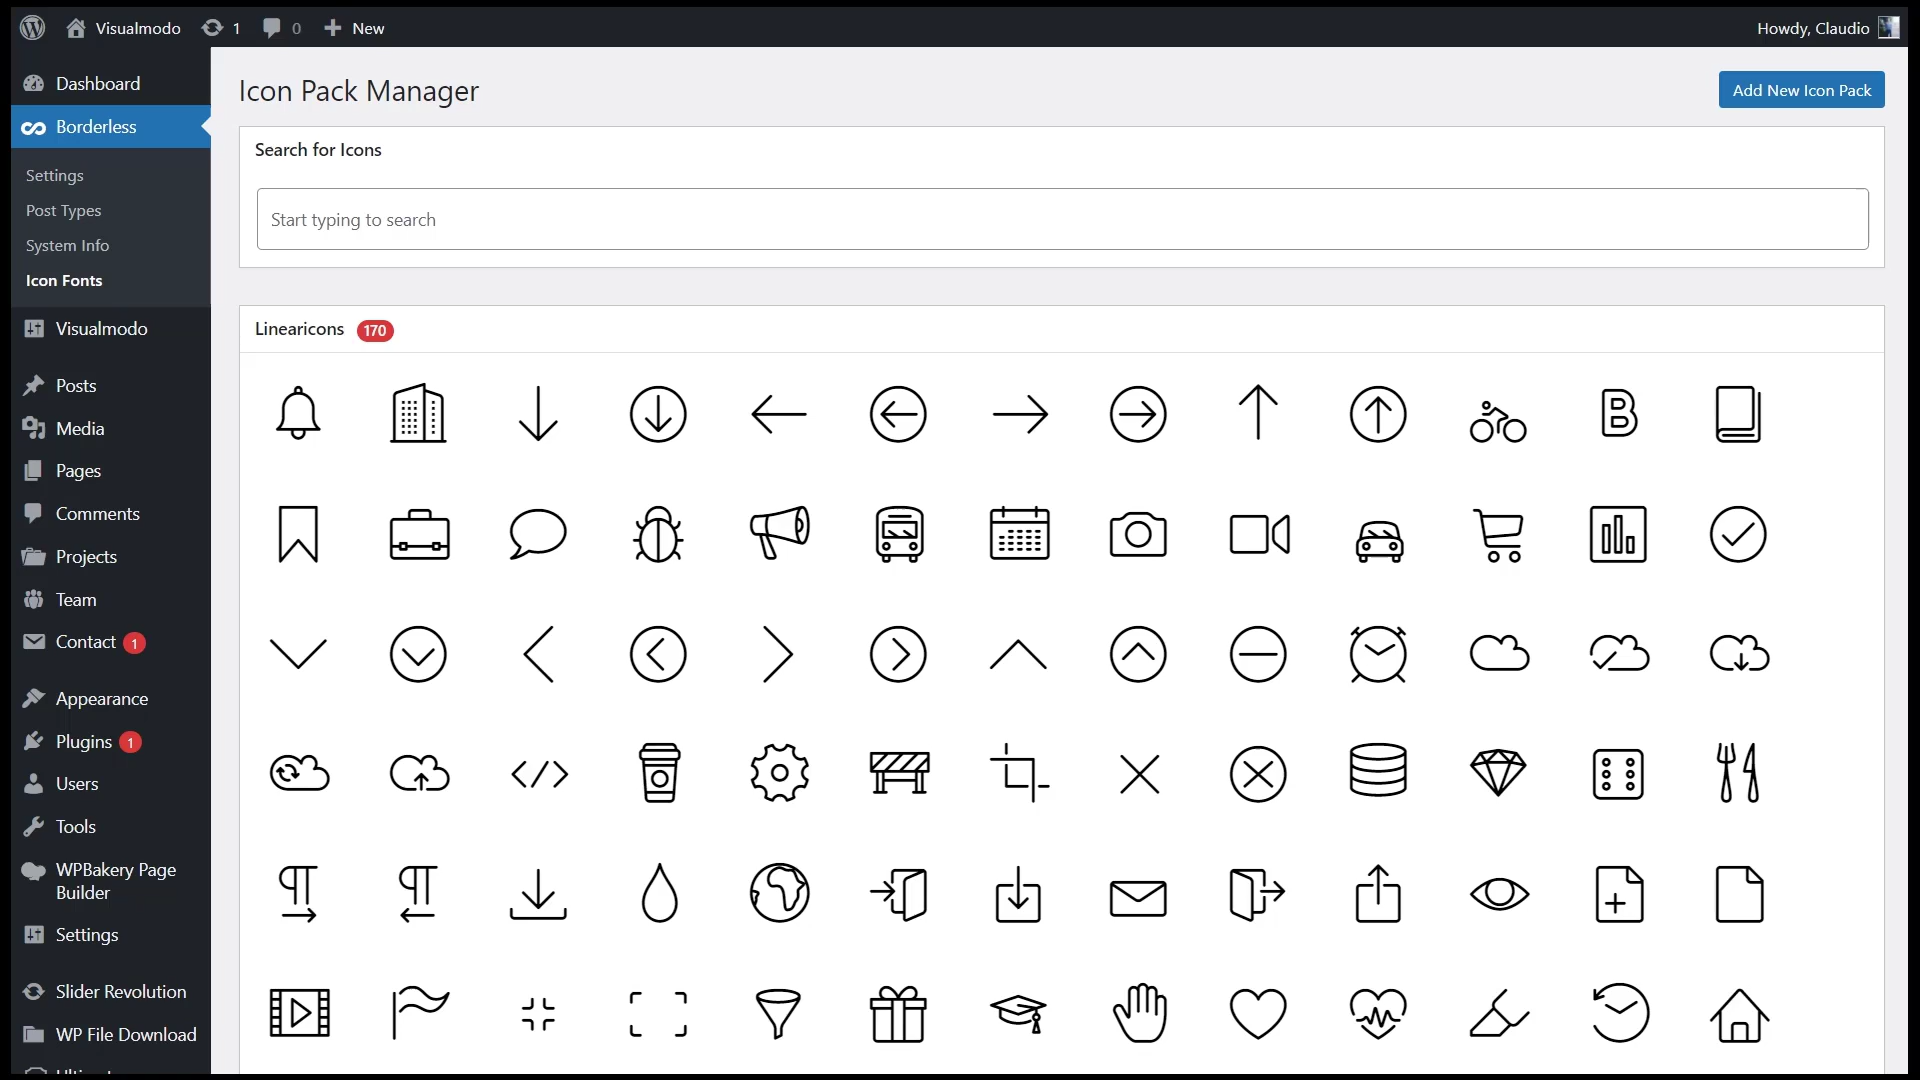 Visualmodo 1 0 New
Howdy, Claudio
Dashboard
Borderless
Settings
Post Types
System Info
Icon Fonts
Visualmodo
Posts
Media
Pages
Comments
Projects
Team
Contact 1
Appearance
Plugins 1
Users
Tools
WPBakery Page
Builder
Settings
Slider Revolution
WP File Download
Icon Pack Manager
Add New Icon Pack
Search for Icons
Start typing to search
Linearicons 170